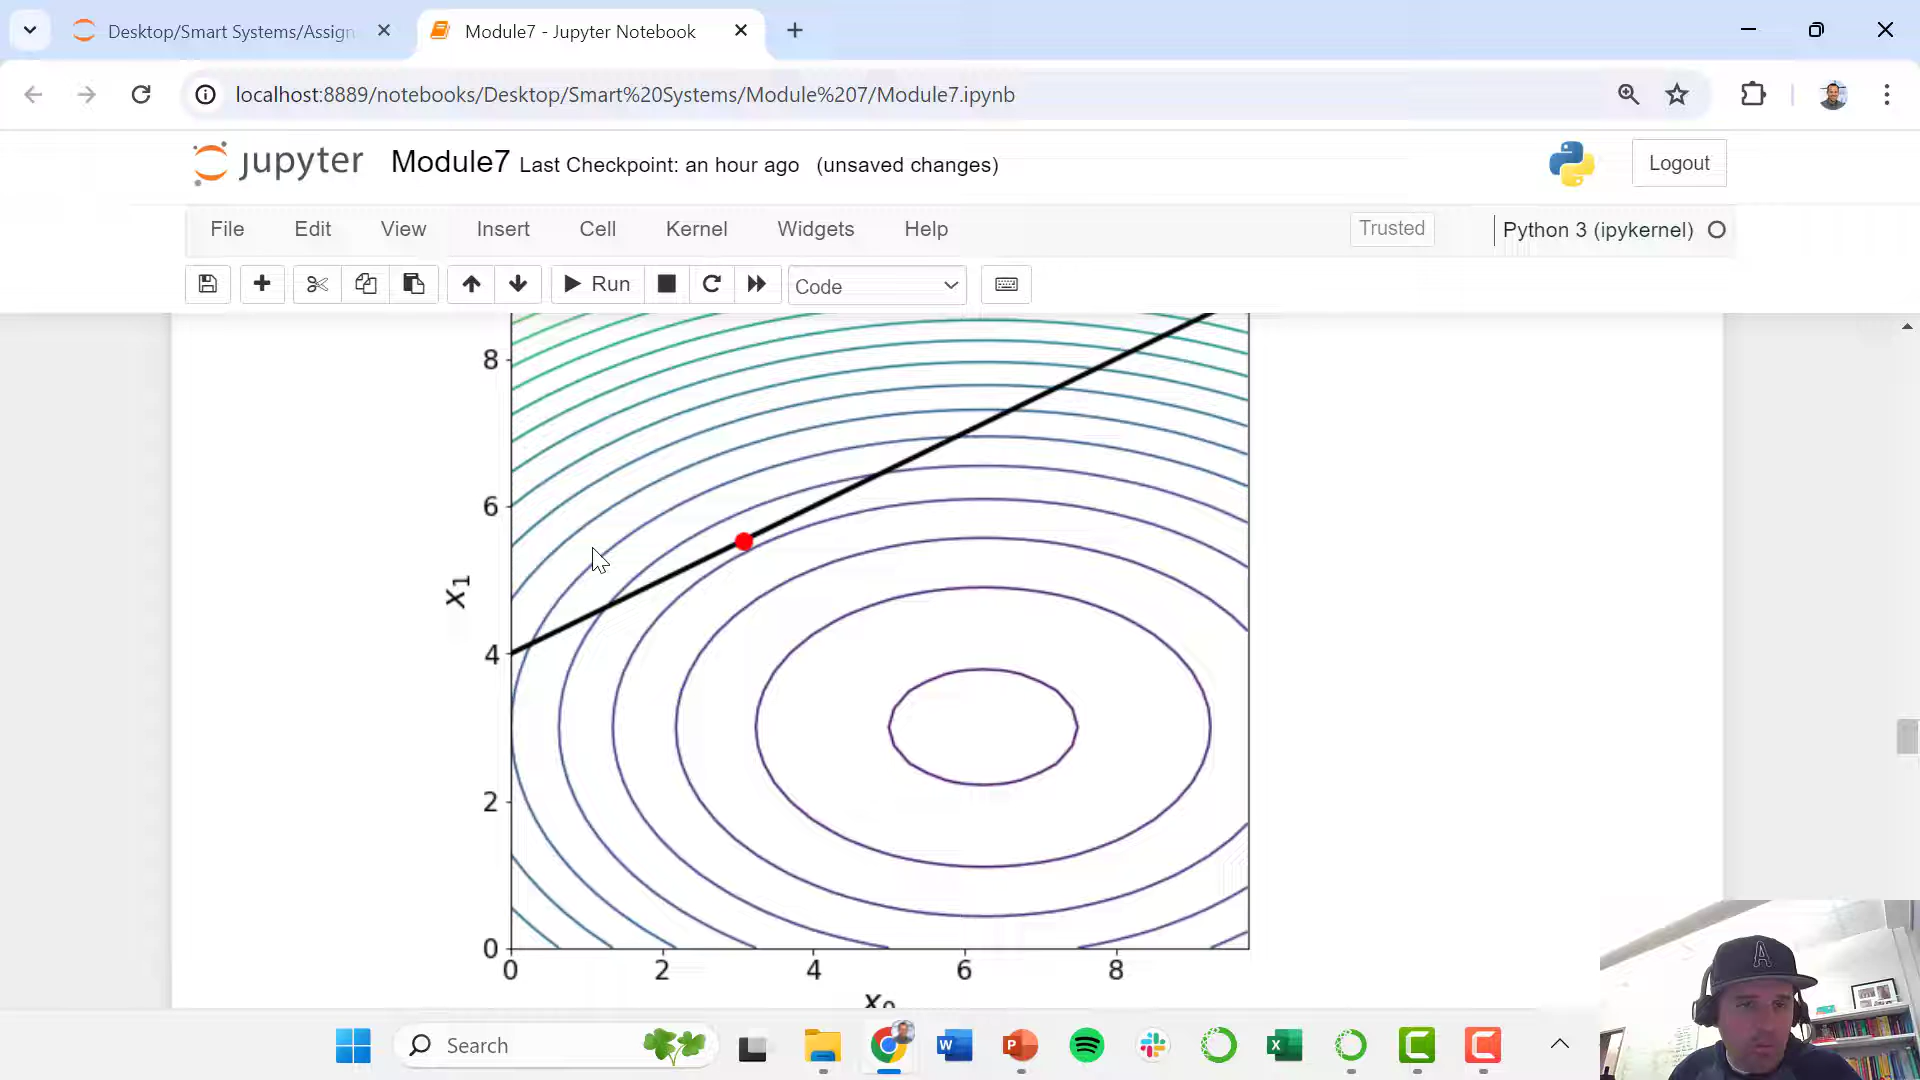 Desktop/Smart Systems/Assign
Module7 - Jupyter Notebook
localhost:8889/notebooks/Desktop/Smart%20Systems/Module%207/Module7.ipynb
jupyter Module7 Last Checkpoint: an hour ago (unsaved changes)
Logout
File Edit View Insert Cell Kernel Widgets Help
Trusted
Python 3 (ipykernel)
Run
Code
8
6
x₁
4
2
0
0 2 4 6 8
x₀
Search
W
P
X
A